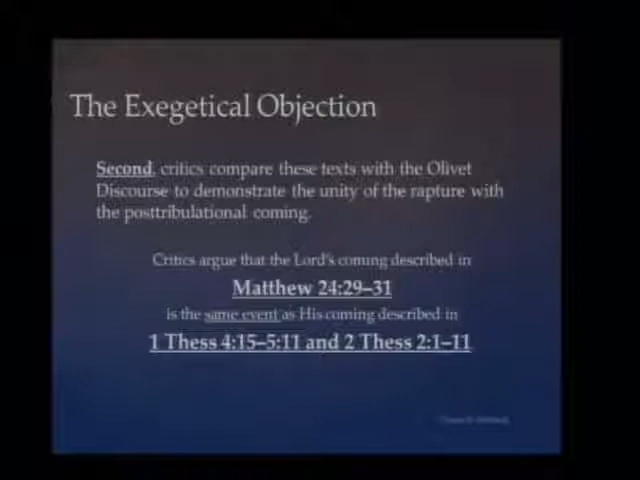 The Exegetical Objection
Second, critics compare these texts with the Olivet
Discourse to demonstrate the unity of the rapture with
the posttribulational coming.
Critics argue that the Lord's coming described in
Matthew 24:29–31
is the same event as His coming described in
1 Thess 4:15–5:11 and 2 Thess 2:1–11